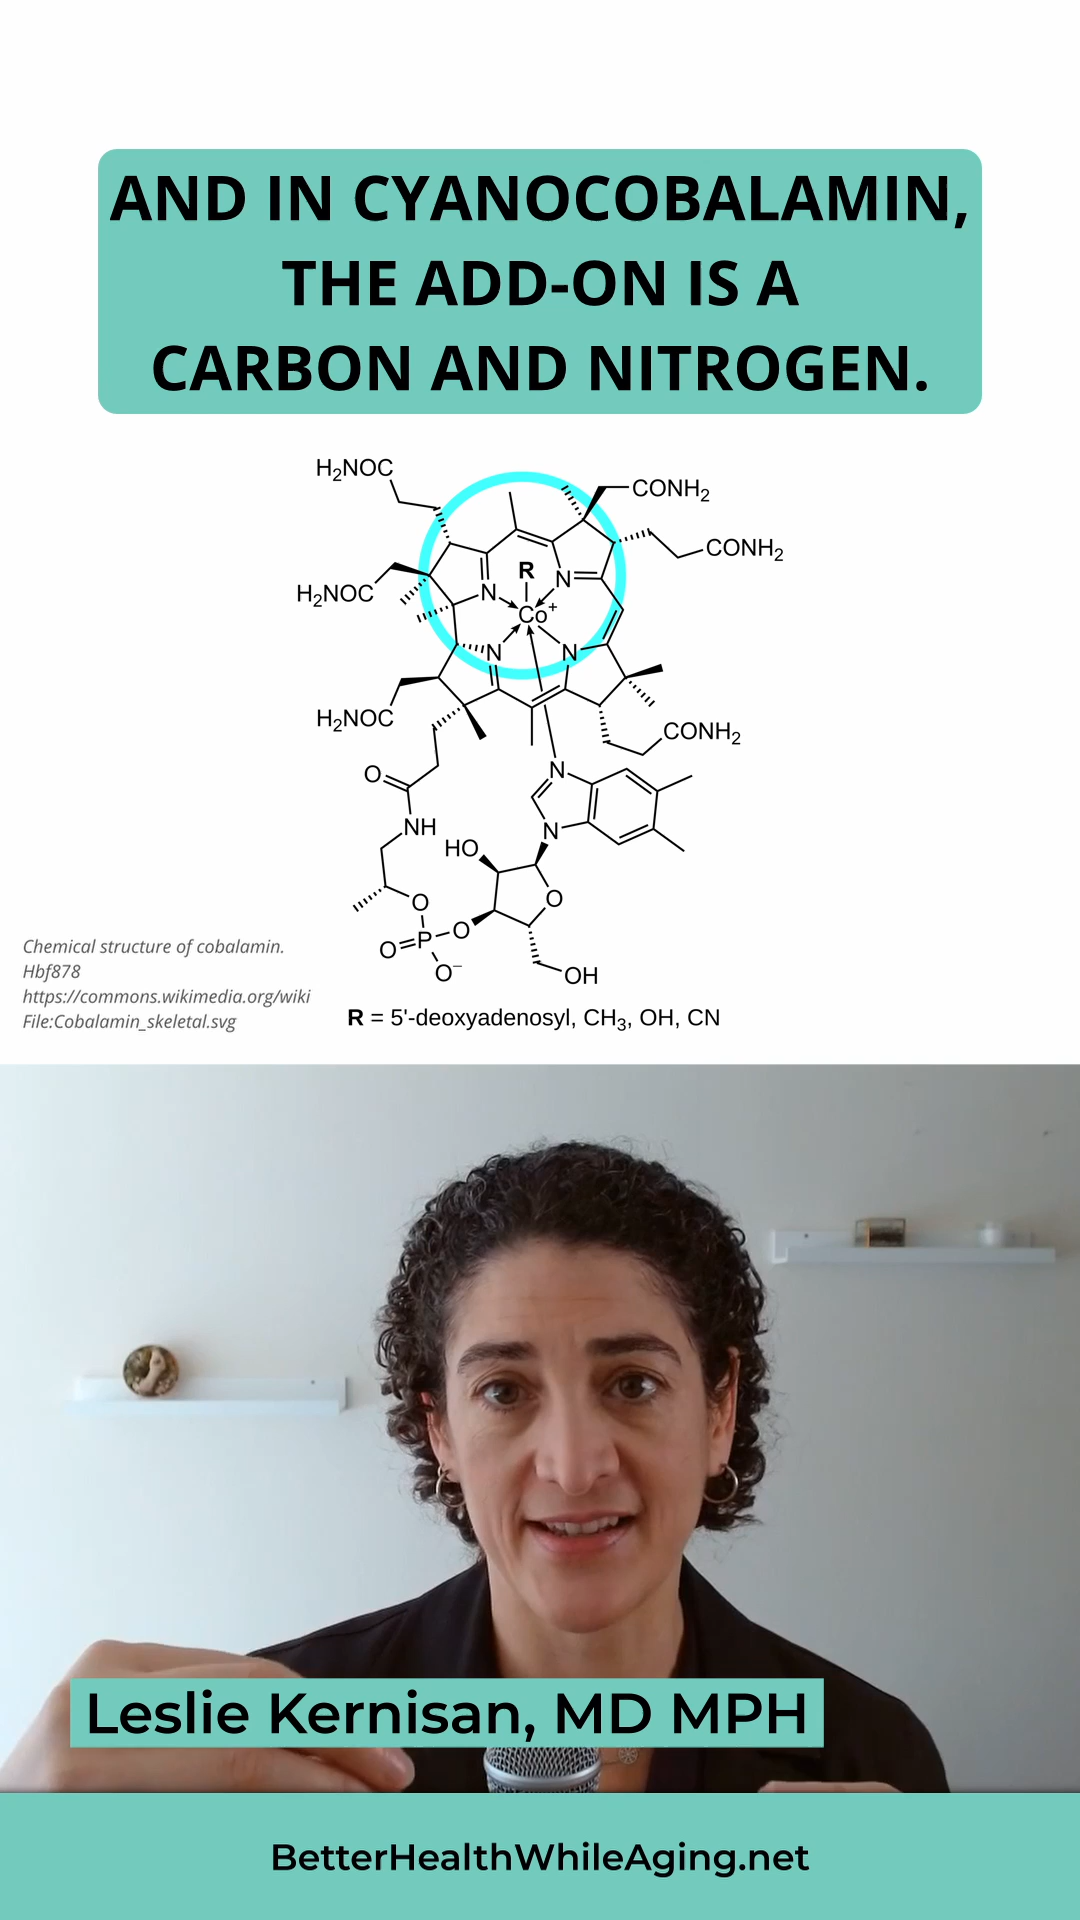 AND IN CYANOCOBALAMIN,
THE ADD-ON IS A
CARBON AND NITROGEN.
H₂NOC
CONH₂
CONH₂
R
N
N
H₂NOC
Co⁺
N
N
H₂NOC
CONH₂
N
O
NH
N
HO
O
O
O
P
O
O⁻
OH
Chemical structure of cobalamin.
Hbf878
https://commons.wikimedia.org/wiki
File:Cobalamin_skeletal.svg
R = 5'-deoxyadenosyl, CH₃, OH, CN
Leslie Kernisan, MD MPH
BetterHealthWhileAging.net